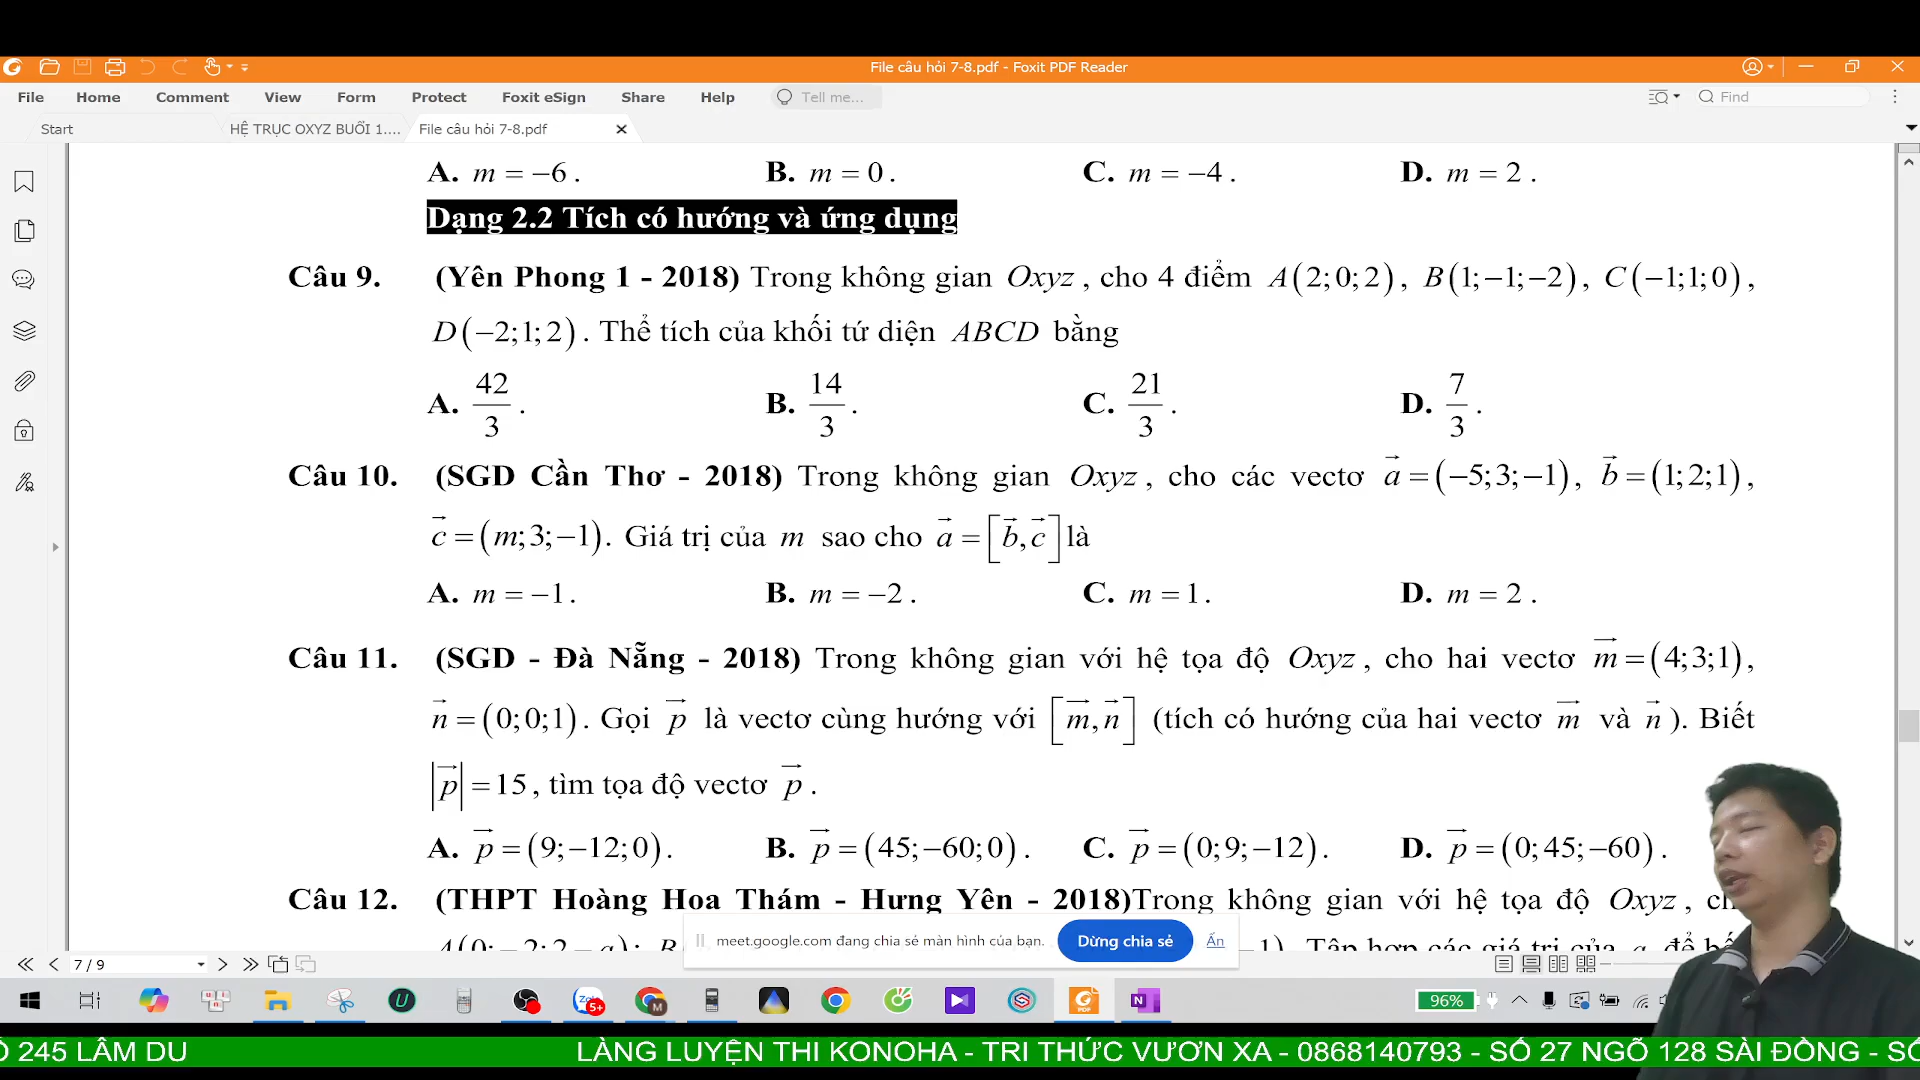 File câu hỏi 7-8.pdf - Foxit PDF Reader
File Home Comment View Form Protect Foxit eSign Share Help Tell me... Find
Start HỆ TRỤC OXYZ BUỔI 1.... File câu hỏi 7-8.pdf
A. m = −6 . B. m = 0 . C. m = −4 . D. m = 2 .
Dạng 2.2 Tích có hướng và ứng dụng
Câu 9. (Yên Phong 1 - 2018) Trong không gian Oxyz , cho 4 điểm A(2;0;2), B(1;−1;−2), C(−1;1;0),
D(−2;1;2). Thể tích của khối tứ diện ABCD bằng
A. 42/3 . B. 14/3 . C. 21/3 . D. 7/3 .
Câu 10. (SGD Cần Thơ - 2018) Trong không gian Oxyz , cho các vectơ a⃗ = (−5;3;−1), b⃗ = (1;2;1),
c⃗ = (m;3;−1). Giá trị của m sao cho a⃗ = [b⃗,c⃗] là
A. m = −1. B. m = −2 . C. m = 1. D. m = 2 .
Câu 11. (SGD - Đà Nẵng - 2018) Trong không gian với hệ tọa độ Oxyz , cho hai vectơ m⃗ = (4;3;1),
n⃗ = (0;0;1). Gọi p⃗ là vectơ cùng hướng với [m⃗,n⃗] (tích có hướng của hai vectơ m⃗ và n⃗ ). Biết
|p⃗| = 15, tìm tọa độ vectơ p⃗ .
A. p⃗ = (9;−12;0). B. p⃗ = (45;−60;0). C. p⃗ = (0;9;−12). D. p⃗ = (0;45;−60).
Câu 12. (THPT Hoàng Hoa Thám - Hưng Yên - 2018)Trong không gian với hệ tọa độ Oxyz , ch
meet.google.com đang chia sẻ màn hình của bạn. Dừng chia sẻ Ẩn
Tập hợp các giá trị của a để
7 / 9
96%
245 LÂM DU LÀNG LUYỆN THI KONOHA - TRI THỨC VƯƠN XA - 0868140793 - SỐ 27 NGÕ 128 SÀI ĐỒNG - SỐ